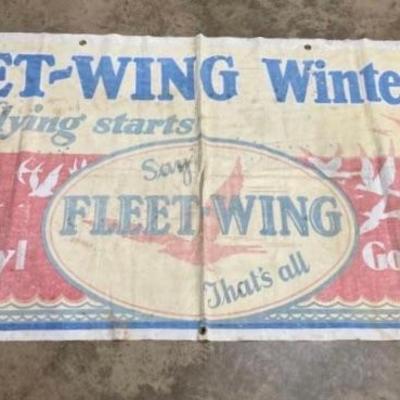 ET-WING Winte
flying starts
Say!
FLEET-WING
yl
Go
That's all